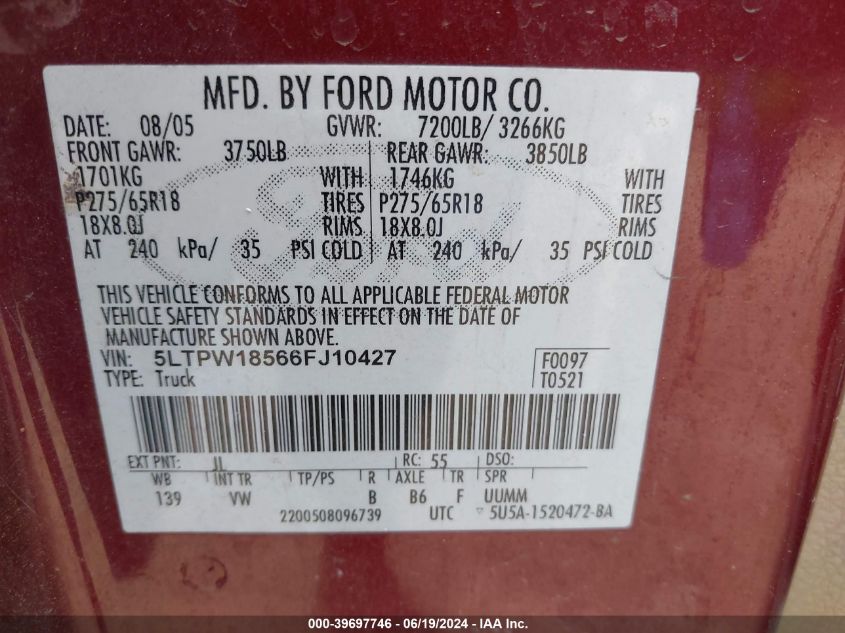 MFD. BY FORD MOTOR CO.
DATE: 08/05 GVWR: 7200LB/ 3266KG
FRONT GAWR: 3750LB REAR GAWR: 3850LB
1701KG WITH 1746KG WITH
P275/65R18 TIRES P275/65R18 TIRES
18X8.0J RIMS 18X8.0J RIMS
AT 240 kPa/ 35 PSI COLD AT 240 kPa/ 35 PSI COLD
Ford
THIS VEHICLE CONFORMS TO ALL APPLICABLE FEDERAL MOTOR
VEHICLE SAFETY STANDARDS IN EFFECT ON THE DATE OF
MANUFACTURE SHOWN ABOVE.
VIN: 5LTPW18566FJ10427 F0097
TYPE: Truck T0521
EXT PNT: JL RC: 55 DSO:
WB INT TR TP/PS R AXLE TR SPR
139 VW B B6 F UUMM
2200508096739 UTC 5U5A-1520472-BA
000-39697746 - 06/19/2024 - IAAI.com